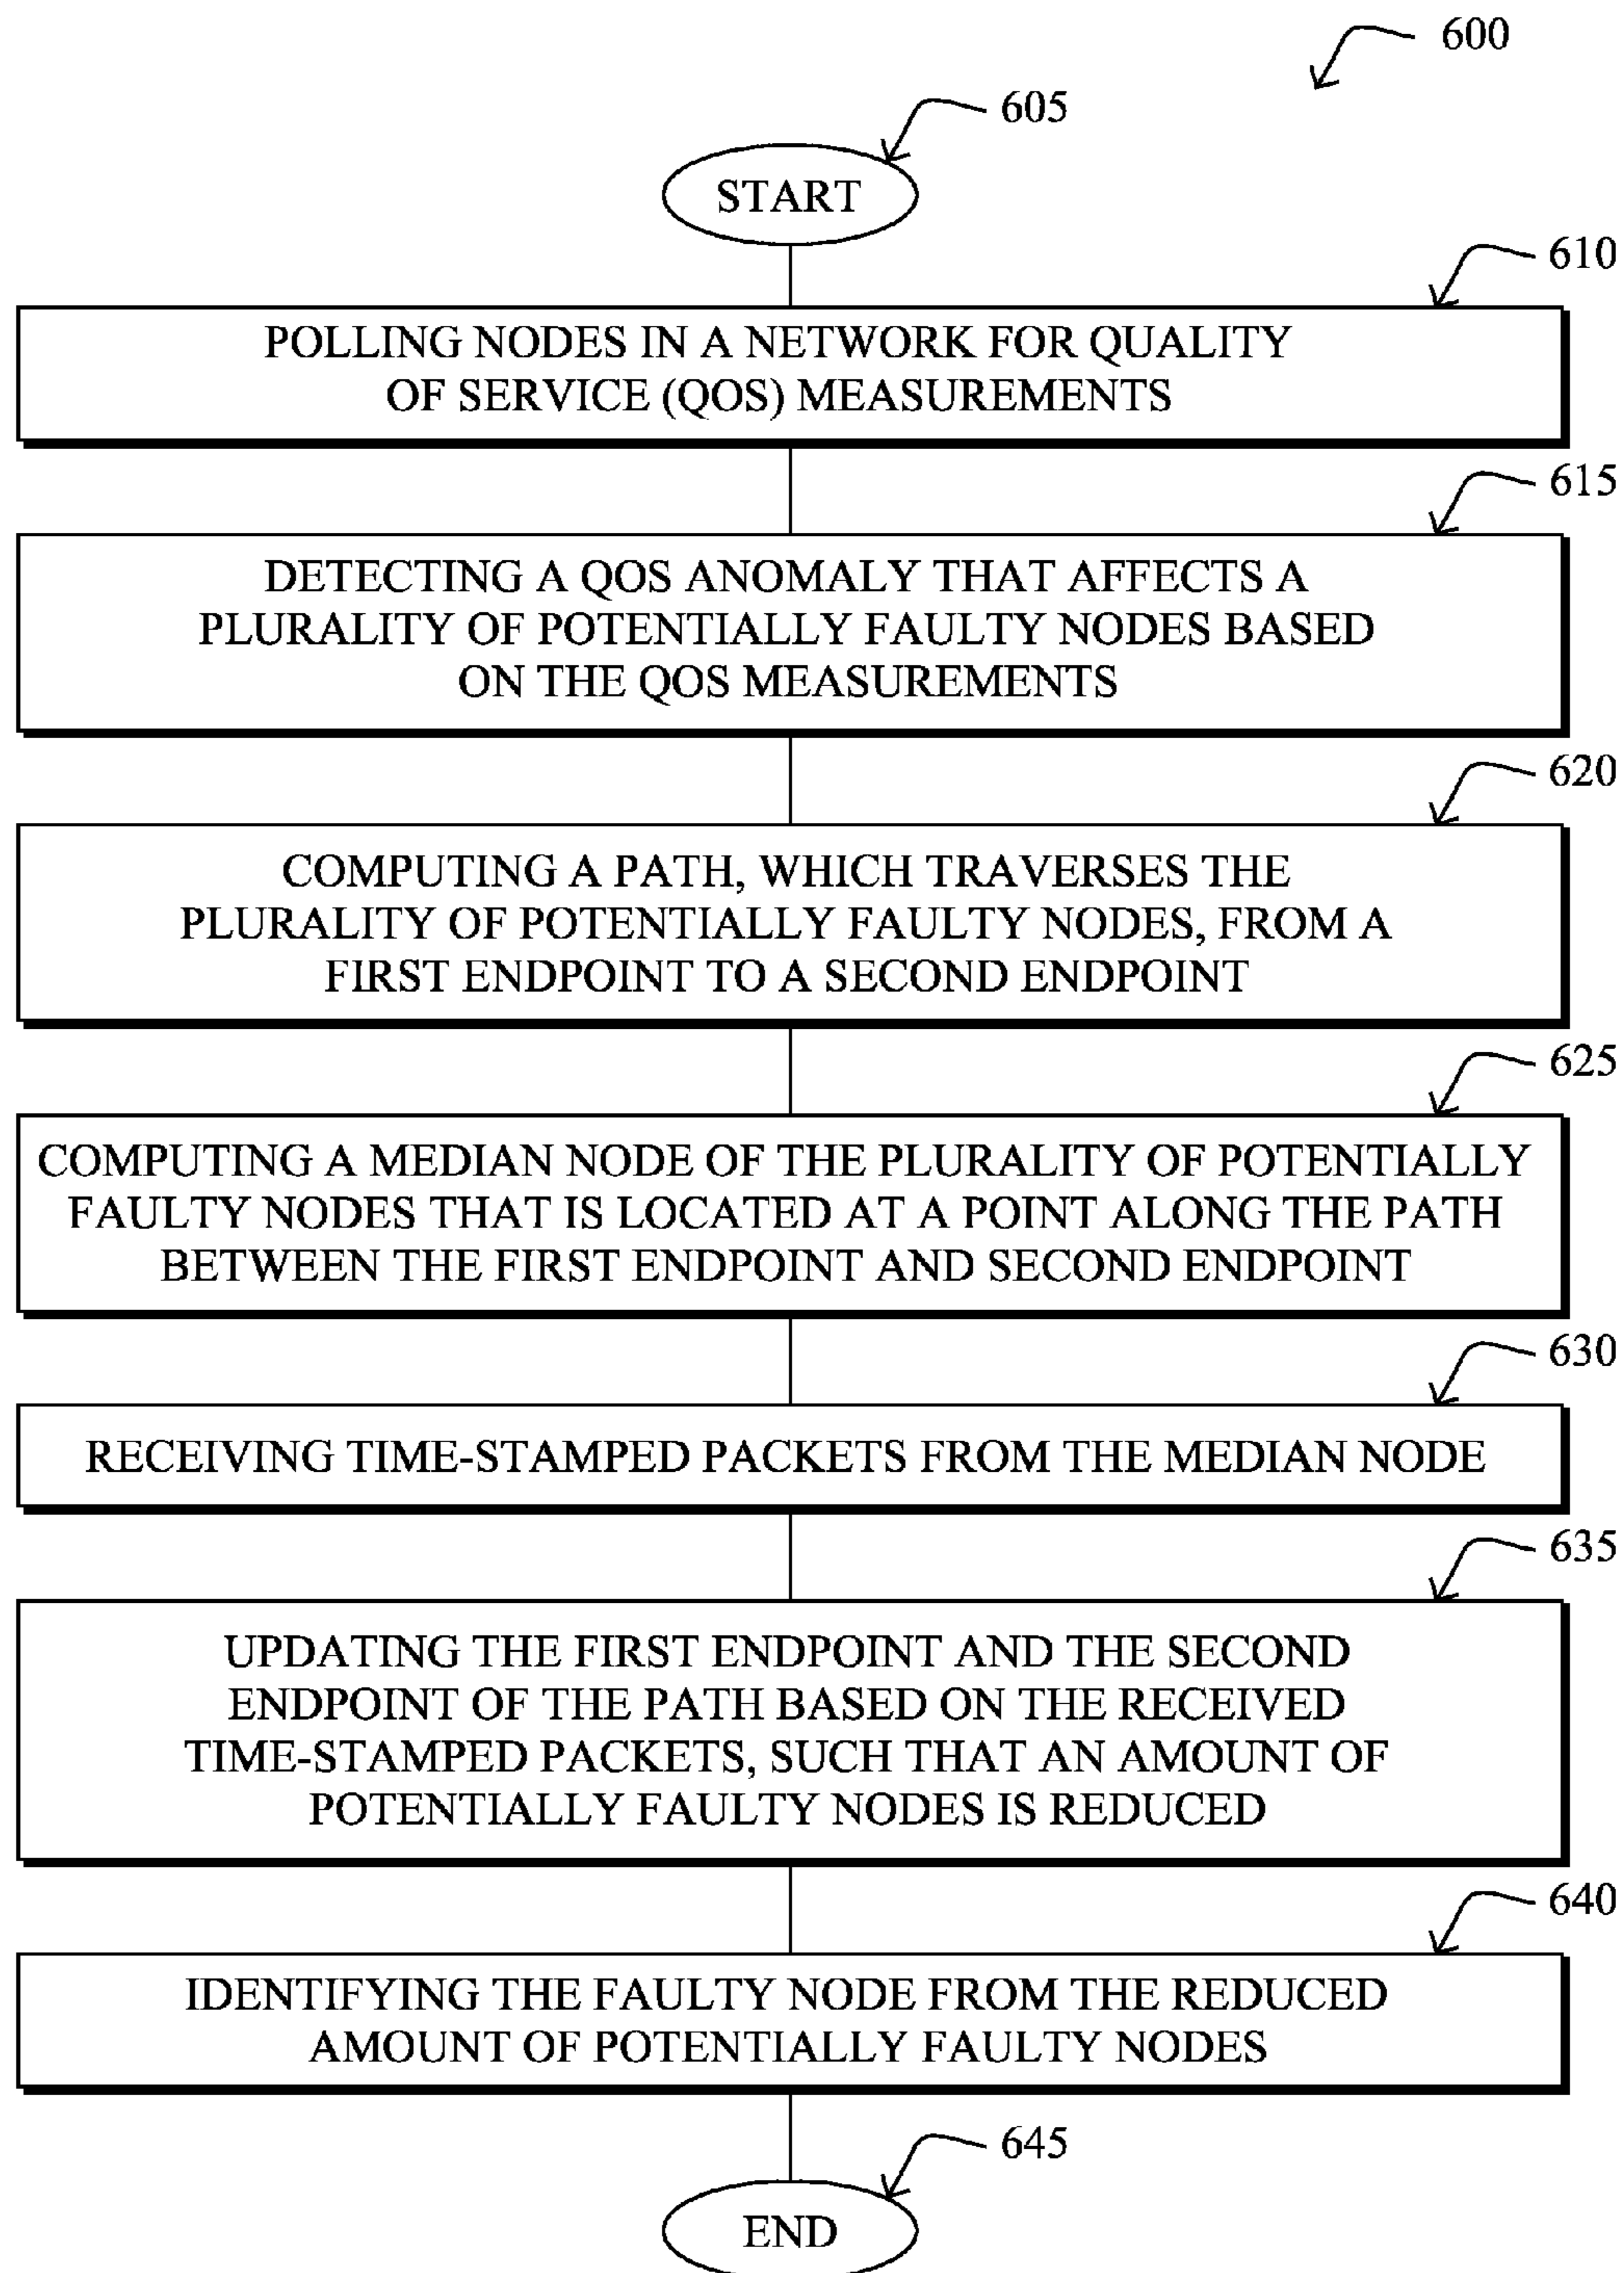 600
605
START
610
POLLING NODES IN A NETWORK FOR QUALITY
OF SERVICE (QOS) MEASUREMENTS
615
DETECTING A QOS ANOMALY THAT AFFECTS A
PLURALITY OF POTENTIALLY FAULTY NODES BASED
ON THE QOS MEASUREMENTS
620
COMPUTING A PATH, WHICH TRAVERSES THE
PLURALITY OF POTENTIALLY FAULTY NODES, FROM A
FIRST ENDPOINT TO A SECOND ENDPOINT
625
COMPUTING A MEDIAN NODE OF THE PLURALITY OF POTENTIALLY
FAULTY NODES THAT IS LOCATED AT A POINT ALONG THE PATH
BETWEEN THE FIRST ENDPOINT AND SECOND ENDPOINT
630
RECEIVING TIME-STAMPED PACKETS FROM THE MEDIAN NODE
635
UPDATING THE FIRST ENDPOINT AND THE SECOND
ENDPOINT OF THE PATH BASED ON THE RECEIVED
TIME-STAMPED PACKETS, SUCH THAT AN AMOUNT OF
POTENTIALLY FAULTY NODES IS REDUCED
640
IDENTIFYING THE FAULTY NODE FROM THE REDUCED
AMOUNT OF POTENTIALLY FAULTY NODES
645
END